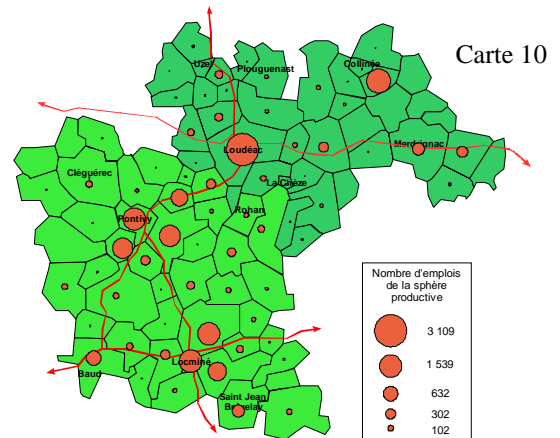 Carte 10
Uzel
Plouguenast
Collinée
Loudéac
Merdrignac
Cléguérec
La Chèze
Rohan
Pontivy
Locminé
Baud
Saint Jean
Brévelay
Nombre d'emplois
de la sphère
productive
3 109
1 539
632
302
102